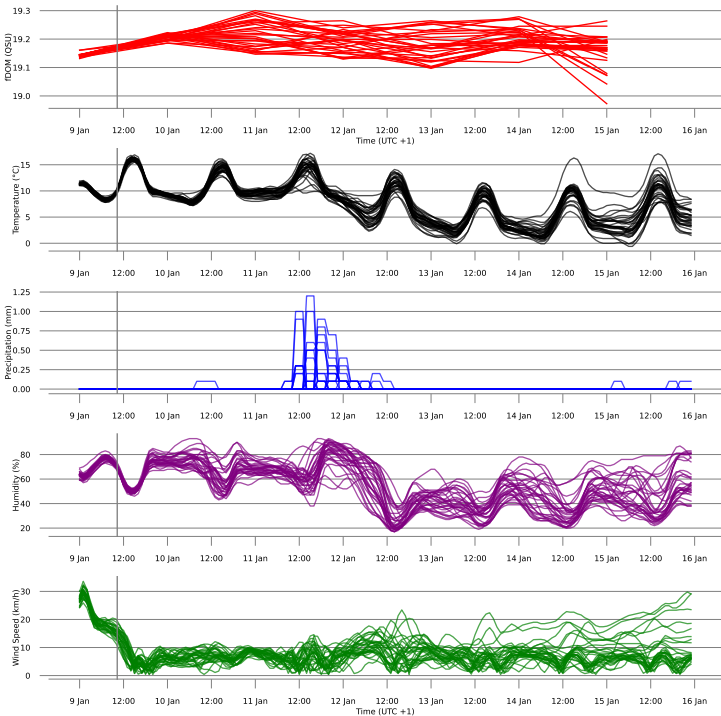 19.3
19.2
19.1
19.0
fDOM (QSU)
9 Jan 12:00 10 Jan 12:00 11 Jan 12:00 12 Jan 12:00 13 Jan 12:00 14 Jan 12:00 15 Jan 12:00 16 Jan
Time (UTC +1)
15
10
5
0
Temperature (°C)
9 Jan 12:00 10 Jan 12:00 11 Jan 12:00 12 Jan 12:00 13 Jan 12:00 14 Jan 12:00 15 Jan 12:00 16 Jan
1.25
1.00
0.75
0.50
0.25
0.00
Precipitation (mm)
9 Jan 12:00 10 Jan 12:00 11 Jan 12:00 12 Jan 12:00 13 Jan 12:00 14 Jan 12:00 15 Jan 12:00 16 Jan
80
60
40
20
Humidity (%)
9 Jan 12:00 10 Jan 12:00 11 Jan 12:00 12 Jan 12:00 13 Jan 12:00 14 Jan 12:00 15 Jan 12:00 16 Jan
30
20
10
0
Wind Speed (km/h)
9 Jan 12:00 10 Jan 12:00 11 Jan 12:00 12 Jan 12:00 13 Jan 12:00 14 Jan 12:00 15 Jan 12:00 16 Jan
Time (UTC +1)